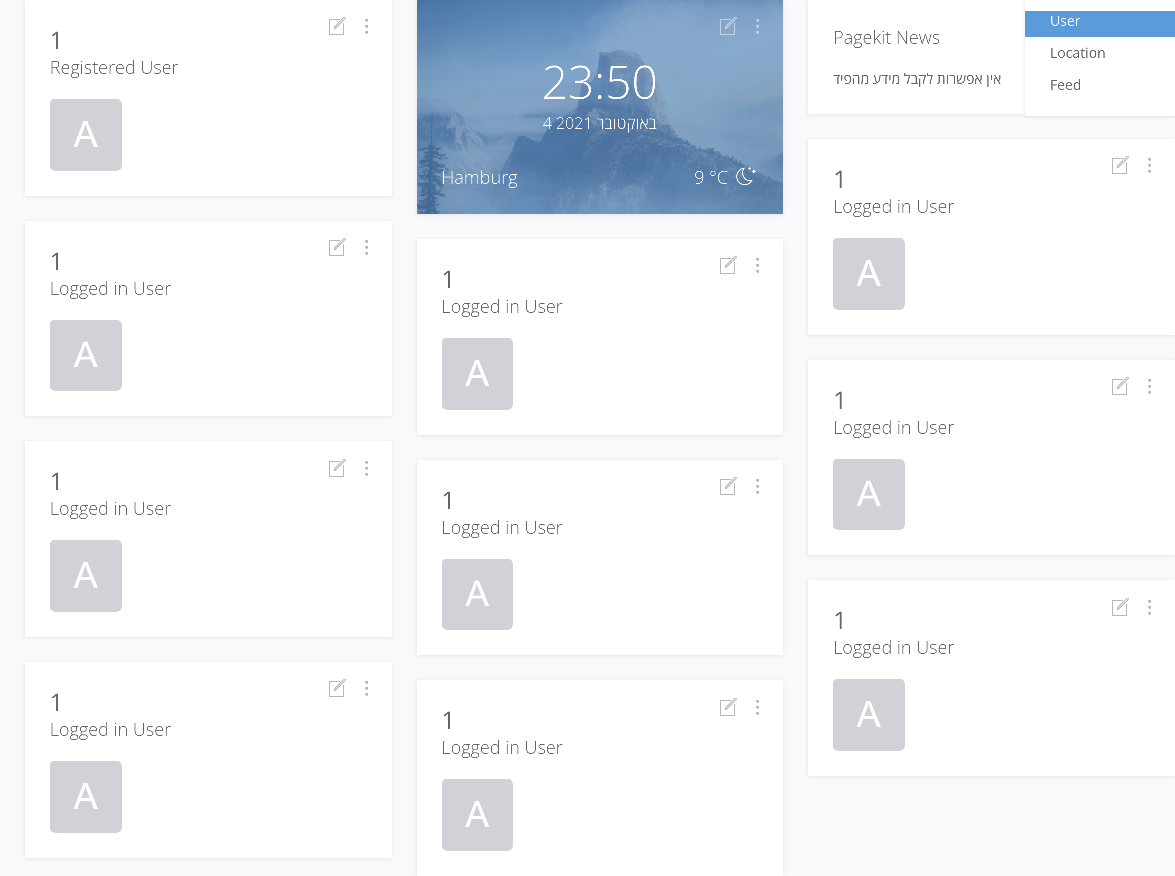 1
Registered User
A
1
Logged in User
A
1
Logged in User
A
1
Logged in User
A
23:50
4 באוקטובר 2021
Hamburg
9 °C
1
Logged in User
A
1
Logged in User
A
1
Logged in User
A
Pagekit News
אין אפשרות לקבל מידע מהפיד
User
Location
Feed
1
Logged in User
A
1
Logged in User
A
1
Logged in User
A